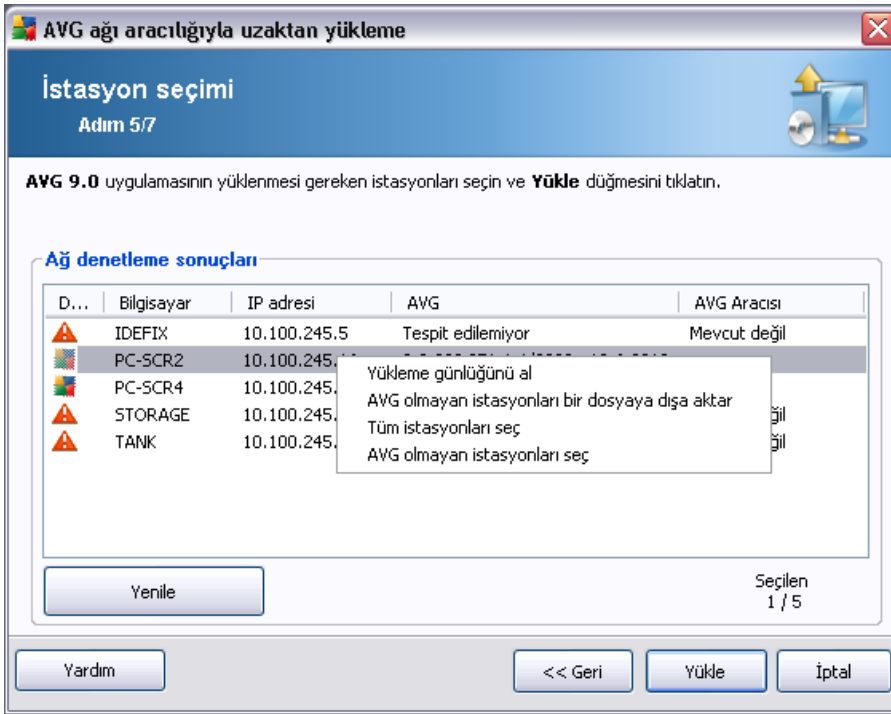 AVG ağı aracılığıyla uzaktan yükleme
İstasyon seçimi
Adım 5/7
AVG 9.0 uygulamasının yüklenmesi gereken istasyonları seçin ve Yükle düğmesini tıklatın.
Ağ denetleme sonuçları
D... Bilgisayar IP adresi AVG AVG Aracısı
IDEFIX 10.100.245.5 Tespit edilemiyor Mevcut değil
PC-SCR2 10.100.245.
Yükleme günlüğünü al
PC-SCR4 10.100.245.
AVG olmayan istasyonları bir dosyaya dışa aktar
STORAGE 10.100.245.
Tüm istasyonları seç
TANK 10.100.245.
AVG olmayan istasyonları seç
Yenile
Seçilen
1 / 5
Yardım << Geri Yükle İptal